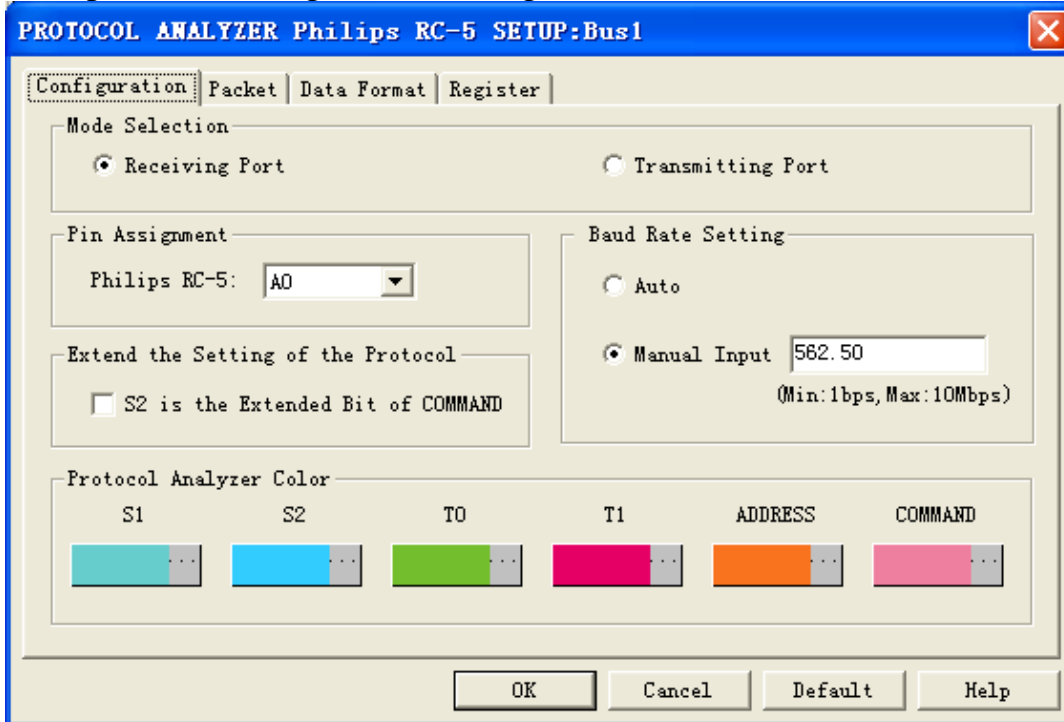 PROTOCOL ANALYZER Philips RC-5 SETUP:Bus1
Configuration Packet Data Format Register
Mode Selection
Receiving Port Transmitting Port
Pin Assignment
Philips RC-5: A0
Baud Rate Setting
Auto
Manual Input 562.50
(Min:1bps,Max:10Mbps)
Extend the Setting of the Protocol
S2 is the Extended Bit of COMMAND
Protocol Analyzer Color
S1 S2 T0 T1 ADDRESS COMMAND
... ... ... ... ... ...
OK Cancel Default Help